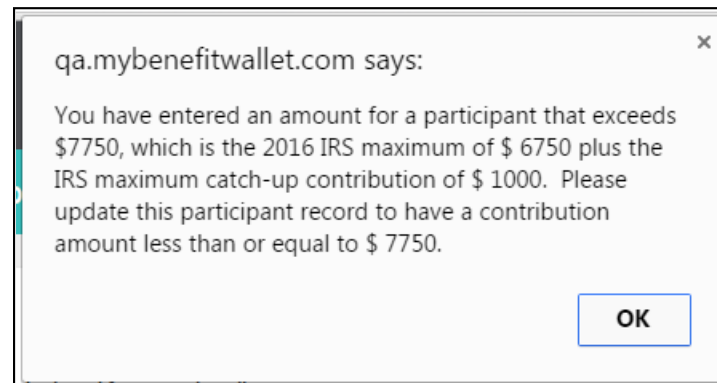 qa.mybenefitwallet.com says:
You have entered an amount for a participant that exceeds
$7750, which is the 2016 IRS maximum of $ 6750 plus the
IRS maximum catch-up contribution of $ 1000.  Please
update this participant record to have a contribution
amount less than or equal to $ 7750.
OK